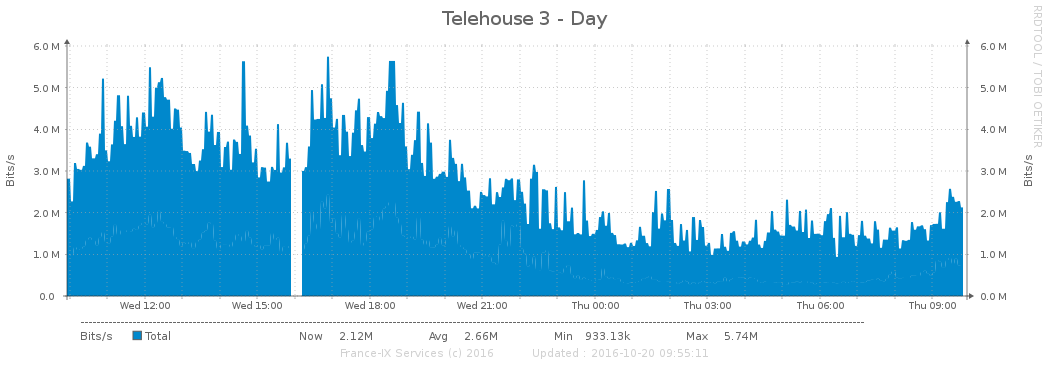 Telehouse 3 - Day
RRDTOOL / TOBI OETIKER
6.0 M 6.0 M
5.0 M 5.0 M
4.0 M 4.0 M
3.0 M 3.0 M
2.0 M 2.0 M
1.0 M 1.0 M
0.0 0.0 M
Bits/s Bits/s
Wed 12:00 Wed 15:00 Wed 18:00 Wed 21:00 Thu 00:00 Thu 03:00 Thu 06:00 Thu 09:00
Bits/s Total Now 2.12M Avg 2.66M Min 933.13k Max 5.74M
France-IX Services (c) 2016 Updated : 2016-10-20 09:55:11